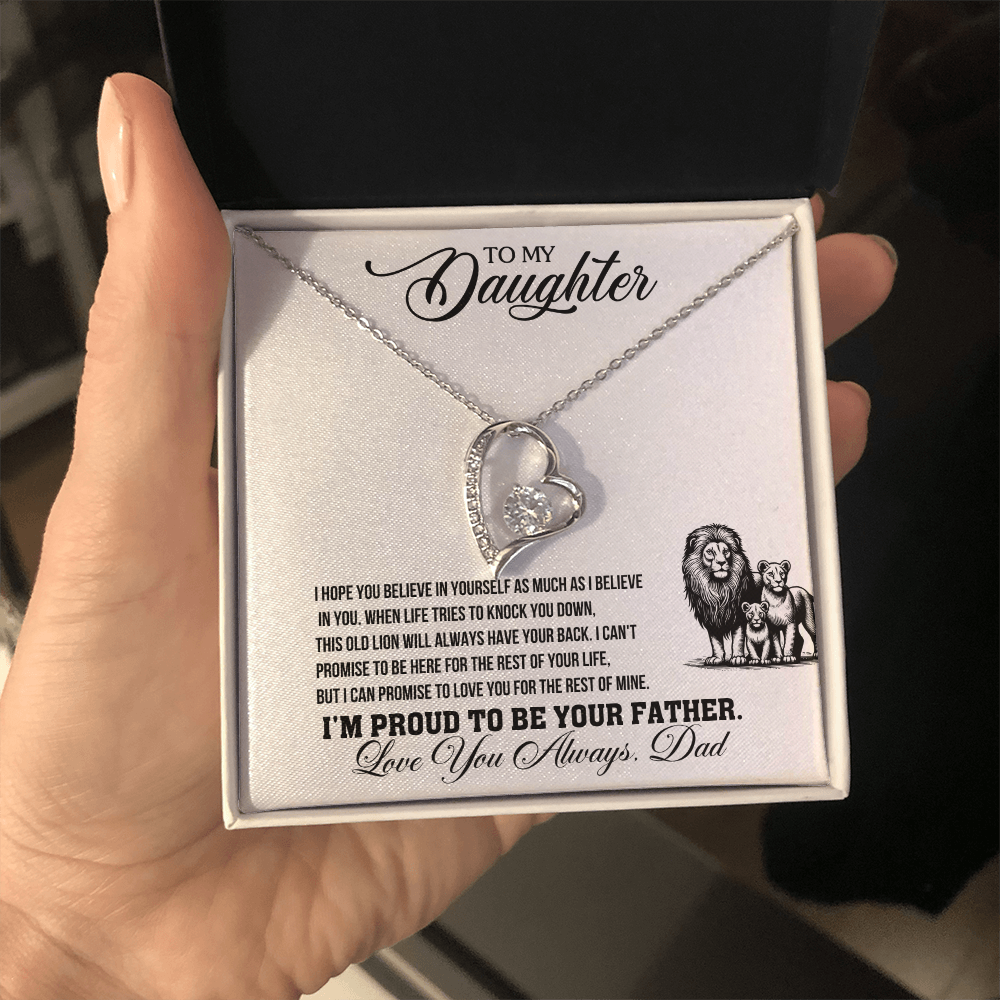 TO MY
Daughter
I HOPE YOU BELIEVE IN YOURSELF AS MUCH AS I BELIEVE
IN YOU. WHEN LIFE TRIES TO KNOCK YOU DOWN,
THIS OLD LION WILL ALWAYS HAVE YOUR BACK. I CAN'T
PROMISE TO BE HERE FOR THE REST OF YOUR LIFE,
BUT I CAN PROMISE TO LOVE YOU FOR THE REST OF MINE.
I'M PROUD TO BE YOUR FATHER.
Love You Always, Dad